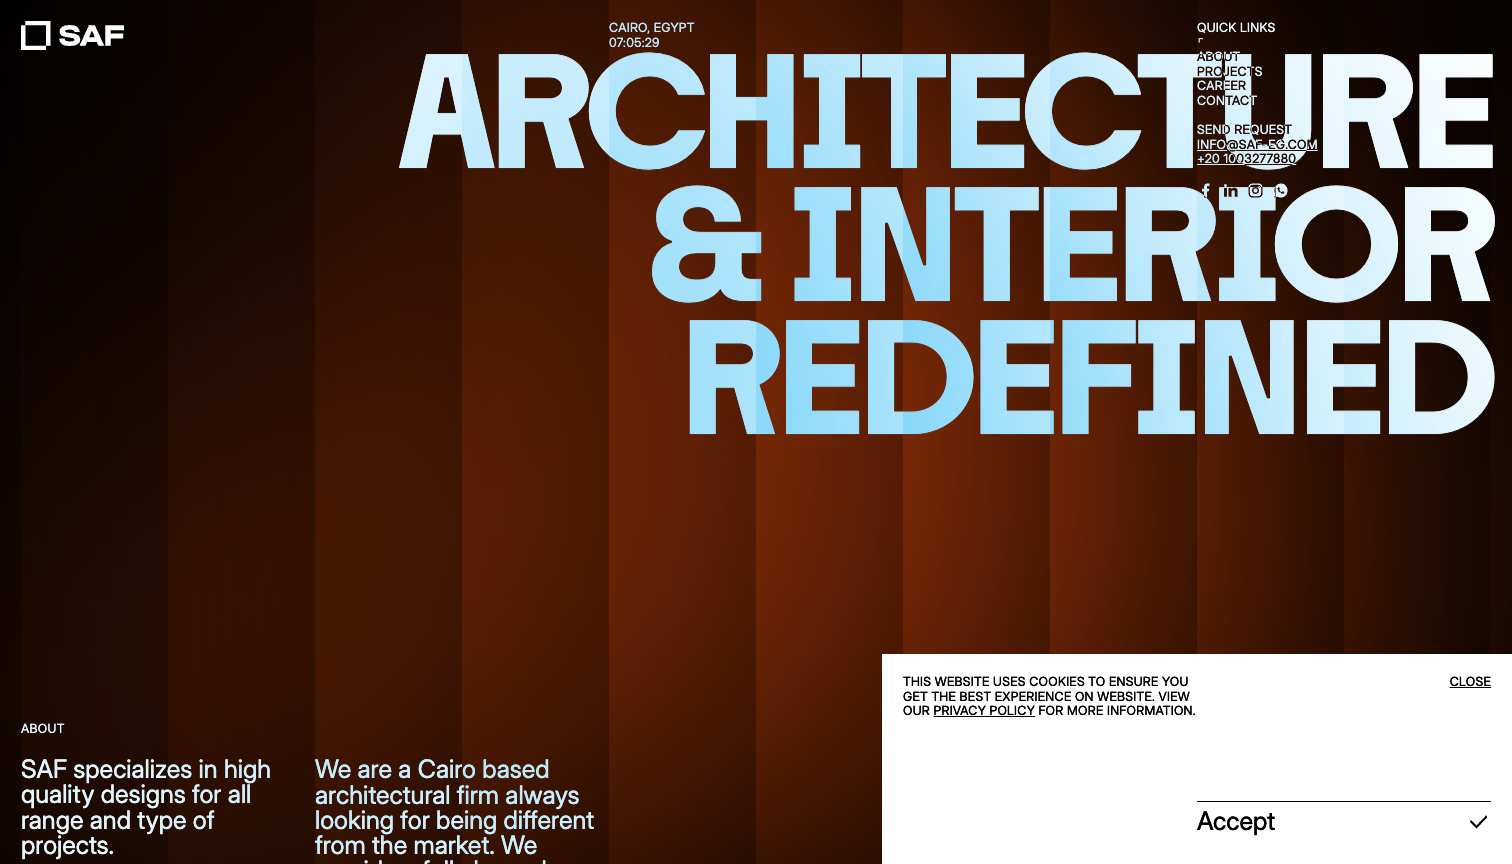 SAF
CAIRO, EGYPT
07:05:29
QUICK LINKS
ABOUT
PROJECTS
CAREER
CONTACT
SEND REQUEST
INFO@SAF-EG.COM
+20 1003277880
ARCHITECTURE
& INTERIOR
REDEFINED
ABOUT
SAF specializes in high
quality designs for all
range and type of
projects.
We are a Cairo based
architectural firm always
looking for being different
from the market. We
THIS WEBSITE USES COOKIES TO ENSURE YOU
GET THE BEST EXPERIENCE ON WEBSITE. VIEW
OUR PRIVACY POLICY FOR MORE INFORMATION.
CLOSE
Accept